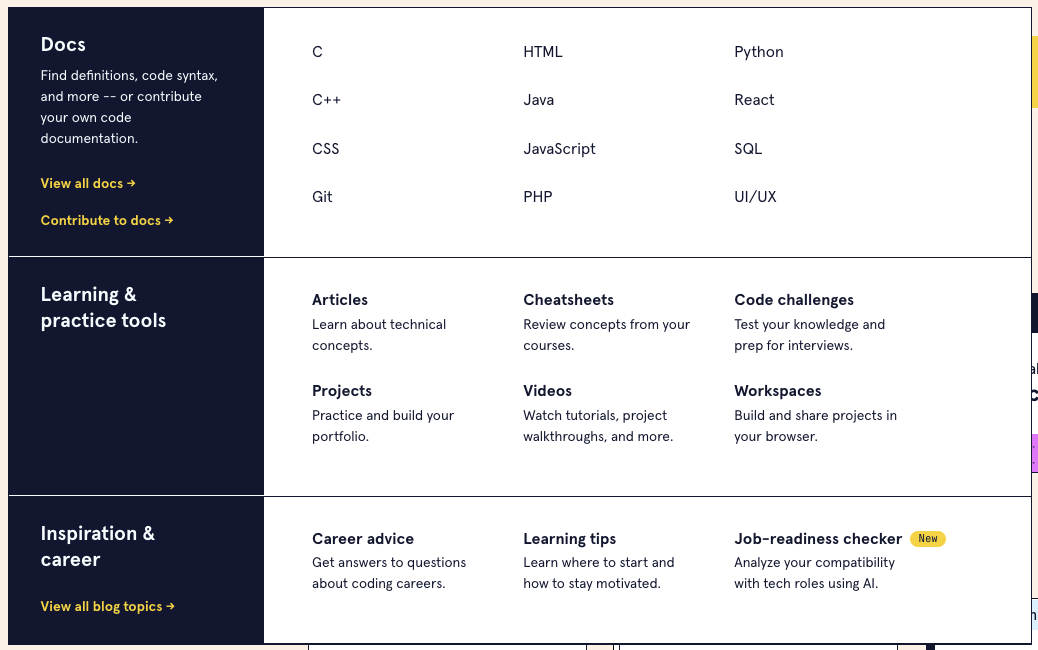 Docs
Find definitions, code syntax,
and more -- or contribute
your own code
documentation.
View all docs →
Contribute to docs →
C
HTML
Python
C++
Java
React
CSS
JavaScript
SQL
Git
PHP
UI/UX
Learning &
practice tools
Articles
Learn about technical
concepts.
Cheatsheets
Review concepts from your
courses.
Code challenges
Test your knowledge and
prep for interviews.
Projects
Practice and build your
portfolio.
Videos
Watch tutorials, project
walkthroughs, and more.
Workspaces
Build and share projects in
your browser.
Inspiration &
career
View all blog topics →
Career advice
Get answers to questions
about coding careers.
Learning tips
Learn where to start and
how to stay motivated.
Job-readiness checker New
Analyze your compatibility
with tech roles using AI.